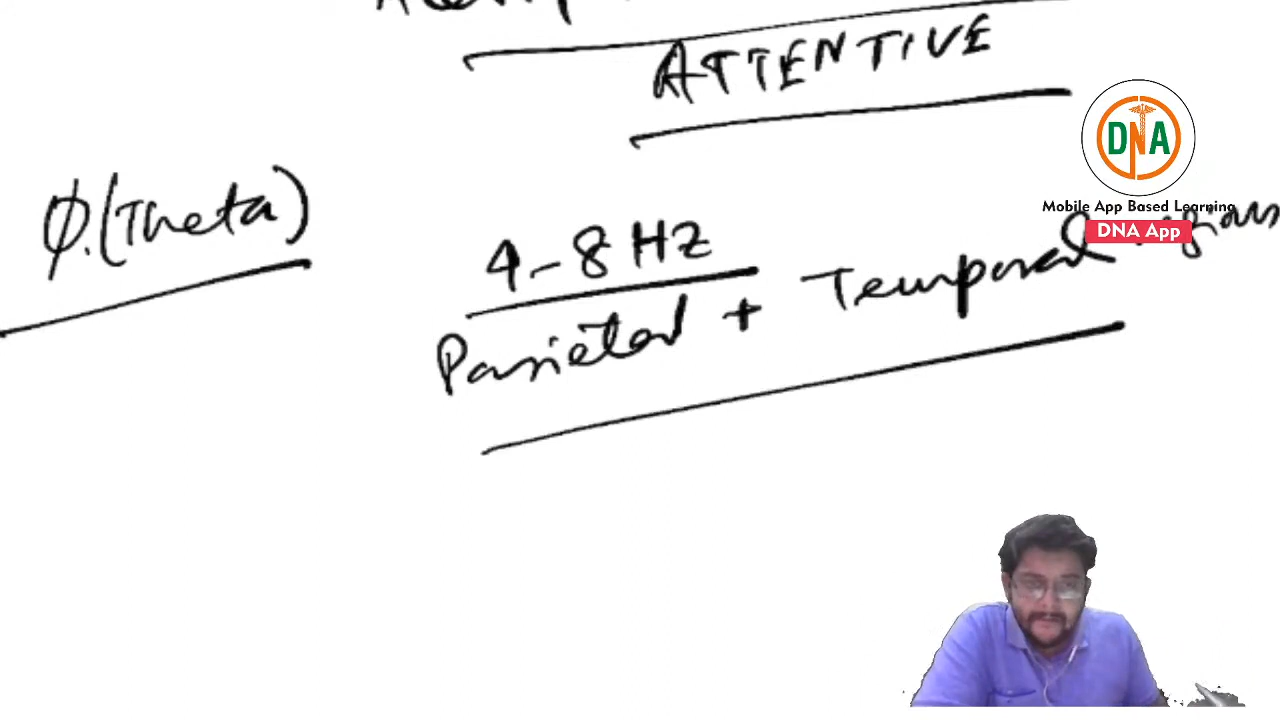 ATTENTIVE
DNA
Mobile App Based Learning
DNA App
φ.(Theta)
4-8 HZ
Parietal + Temporal